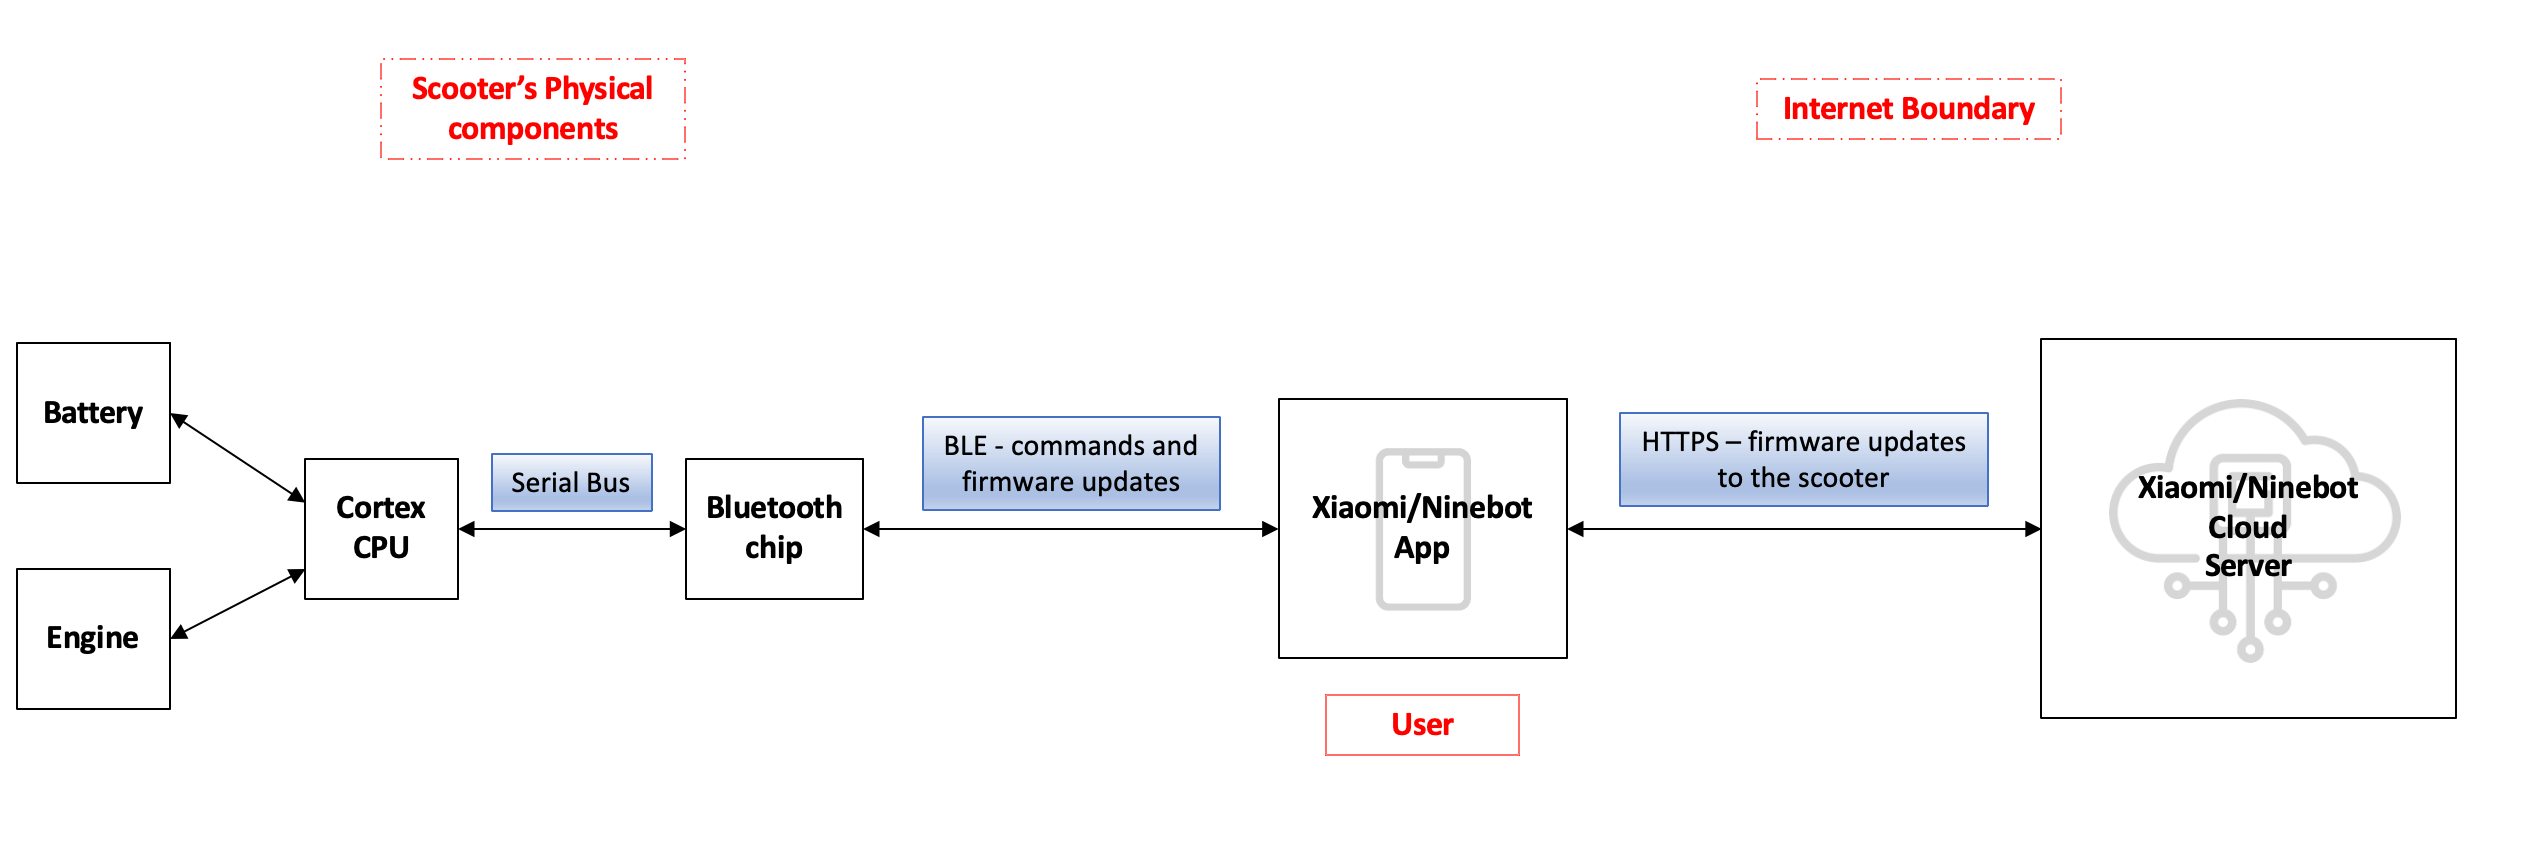 Scooter’s Physical
components
Internet Boundary
Battery
Engine
Cortex
CPU
Serial Bus
Bluetooth
chip
BLE - commands and
firmware updates
Xiaomi/Ninebot
App
User
HTTPS – firmware updates
to the scooter
Xiaomi/Ninebot
Cloud
Server